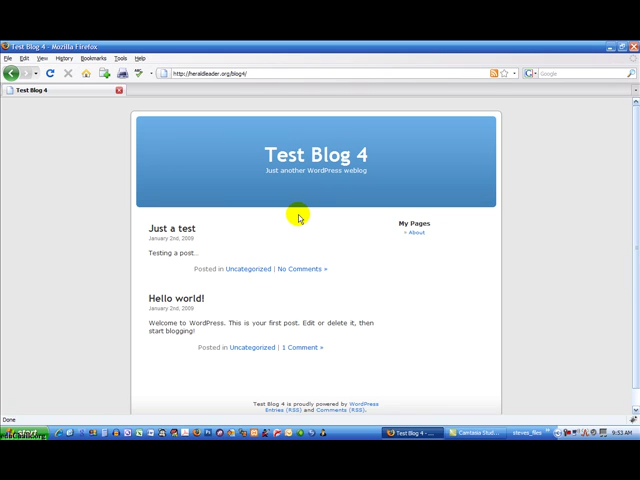 Test Blog 4 - Mozilla Firefox
File Edit View History Bookmarks Tools Help
http://heraldleader.org/blog4/
Google
Test Blog 4
Test Blog 4
Just another WordPress weblog
Just a test
January 2nd, 2009
Testing a post...
Posted in Uncategorized | No Comments »
My Pages
» About
Hello world!
January 2nd, 2009
Welcome to WordPress. This is your first post. Edit or delete it, then
start blogging!
Posted in Uncategorized | 1 Comment »
Test Blog 4 is proudly powered by WordPress
Entries (RSS) and Comments (RSS).
Done
start
Test Blog 4 - ...
Camtasia Stud...
steves_files
9:53 AM